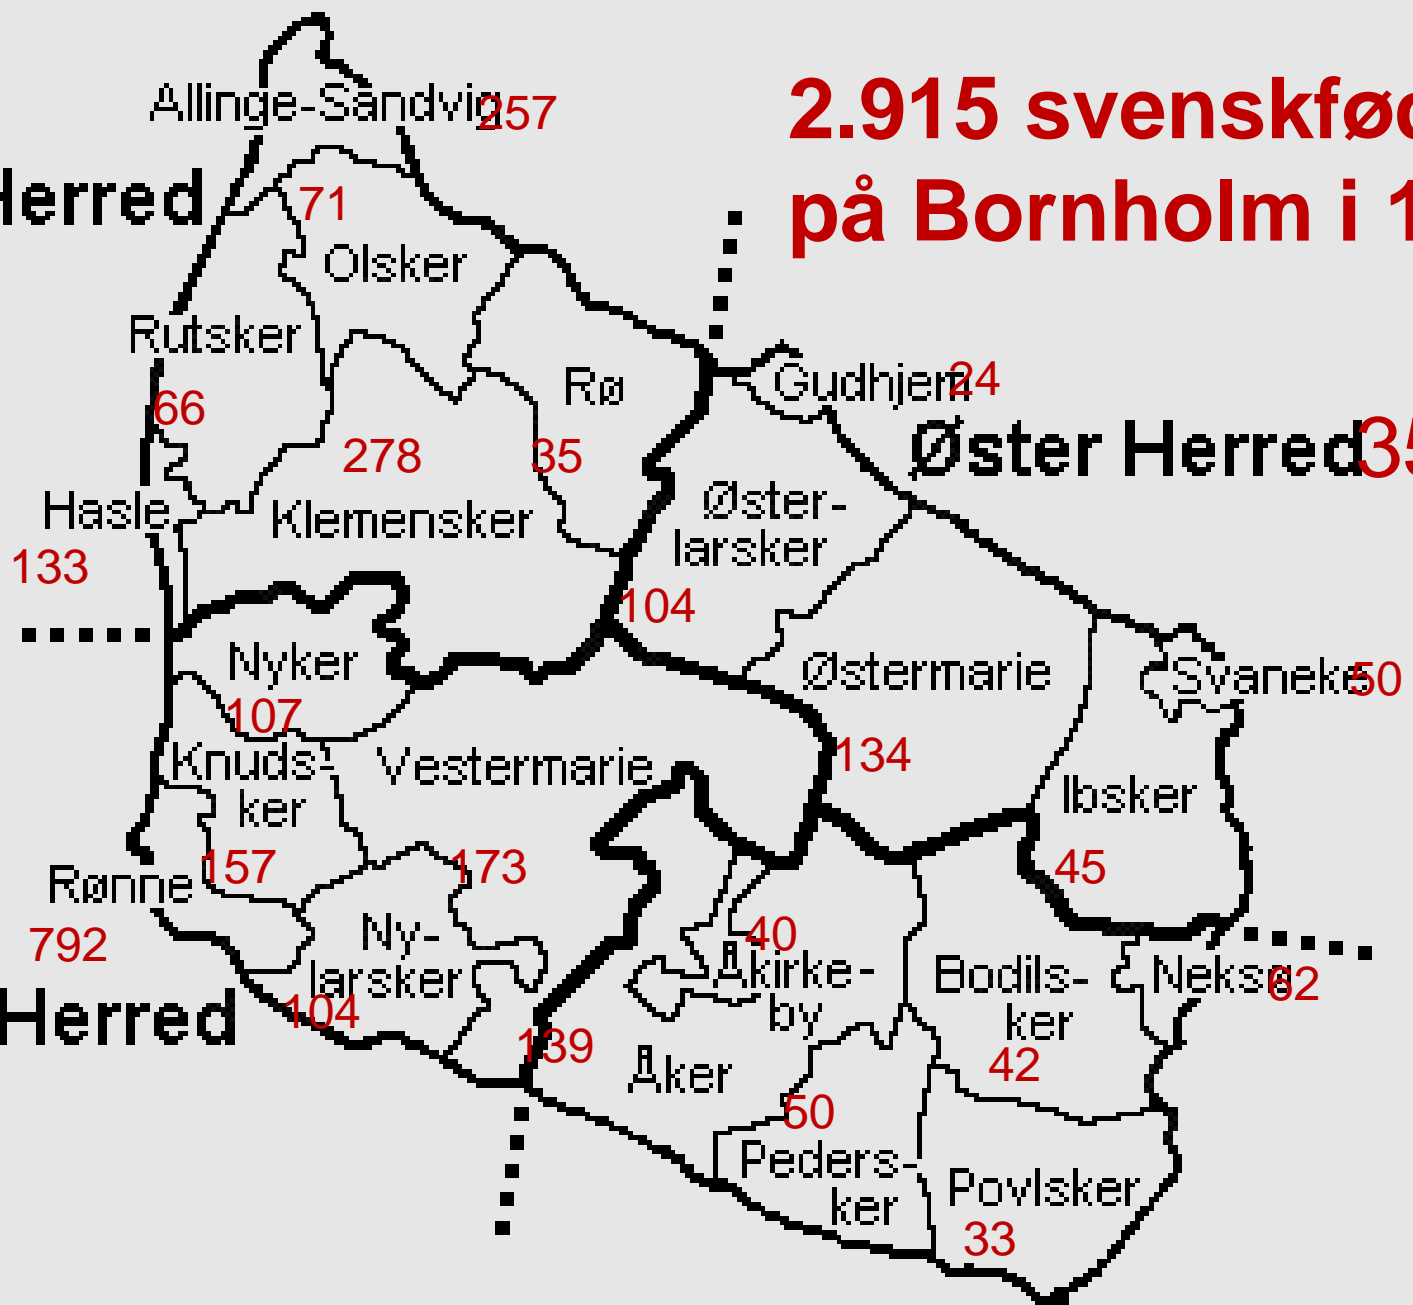 Allinge-Sandvig 257
2.915 svenskfød
på Bornholm i 1
Herred
71
Olsker
Rutsker
66
278
Rø
35
Gudhjem 24
Øster Herred 35
Hasle
133
Klemensker
Øster-
larsker
104
Nyker
107
Østermarie
134
Svaneke 50
Knuds-
ker
157
Vestermarie
173
Ibsker
45
Rønne
792
Ny-
larsker
104
Herred
139
Åker
40
Åkirke-
by
Bodils-
ker
42
Neksø 62
50
Peders-
ker
Povlsker
33